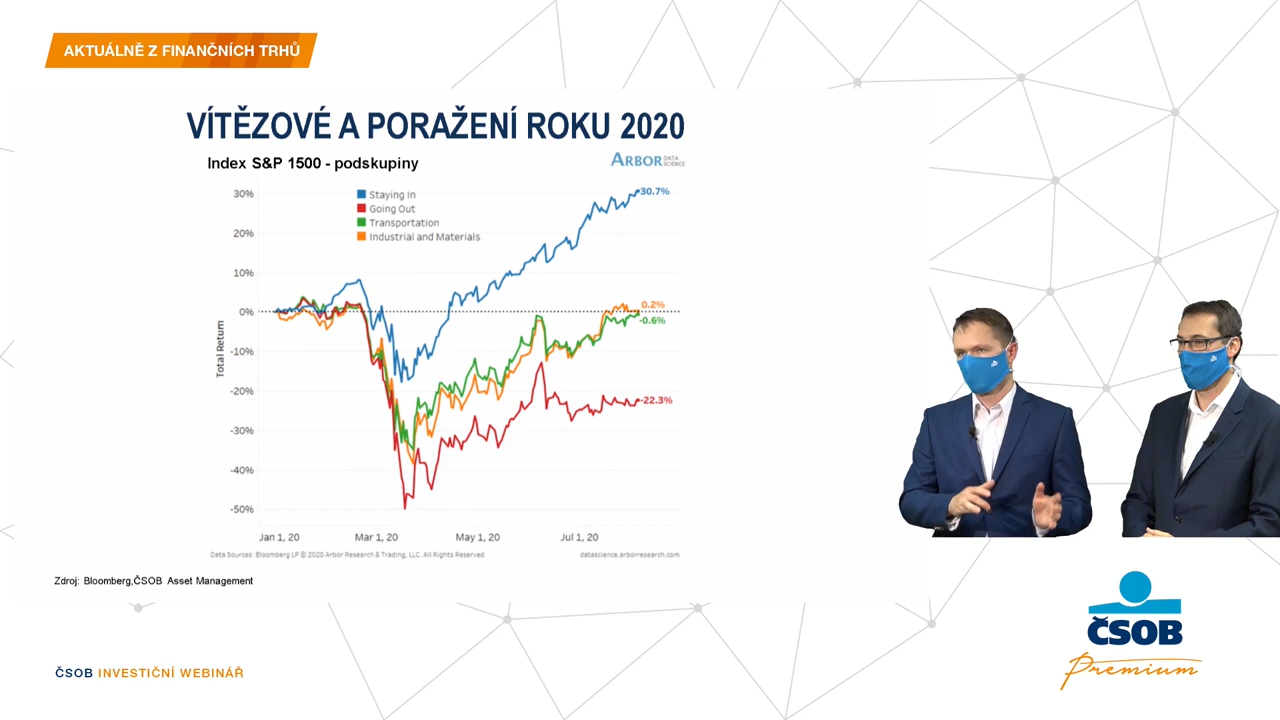 AKTUÁLNĚ Z FINANČNÍCH TRHŮ
VÍTĚZOVÉ A PORAŽENÍ ROKU 2020
Index S&P 1500 - podskupiny
ARBOR DATA SCIENCE
Staying In
Going Out
Transportation
Industrial and Materials
30%
20%
10%
0%
-10%
-20%
-30%
-40%
-50%
Total Return
30.7%
0.2%
-0.6%
-22.3%
Jan 1, 20
Mar 1, 20
May 1, 20
Jul 1, 20
Data Sources: Bloomberg LP © 2020 Arbor Research & Trading, LLC. All Rights Reserved
datascience.arborresearch.com
Zdroj: Bloomberg,ČSOB Asset Management
ČSOB INVESTIČNÍ WEBINÁŘ
ČSOB
Premium